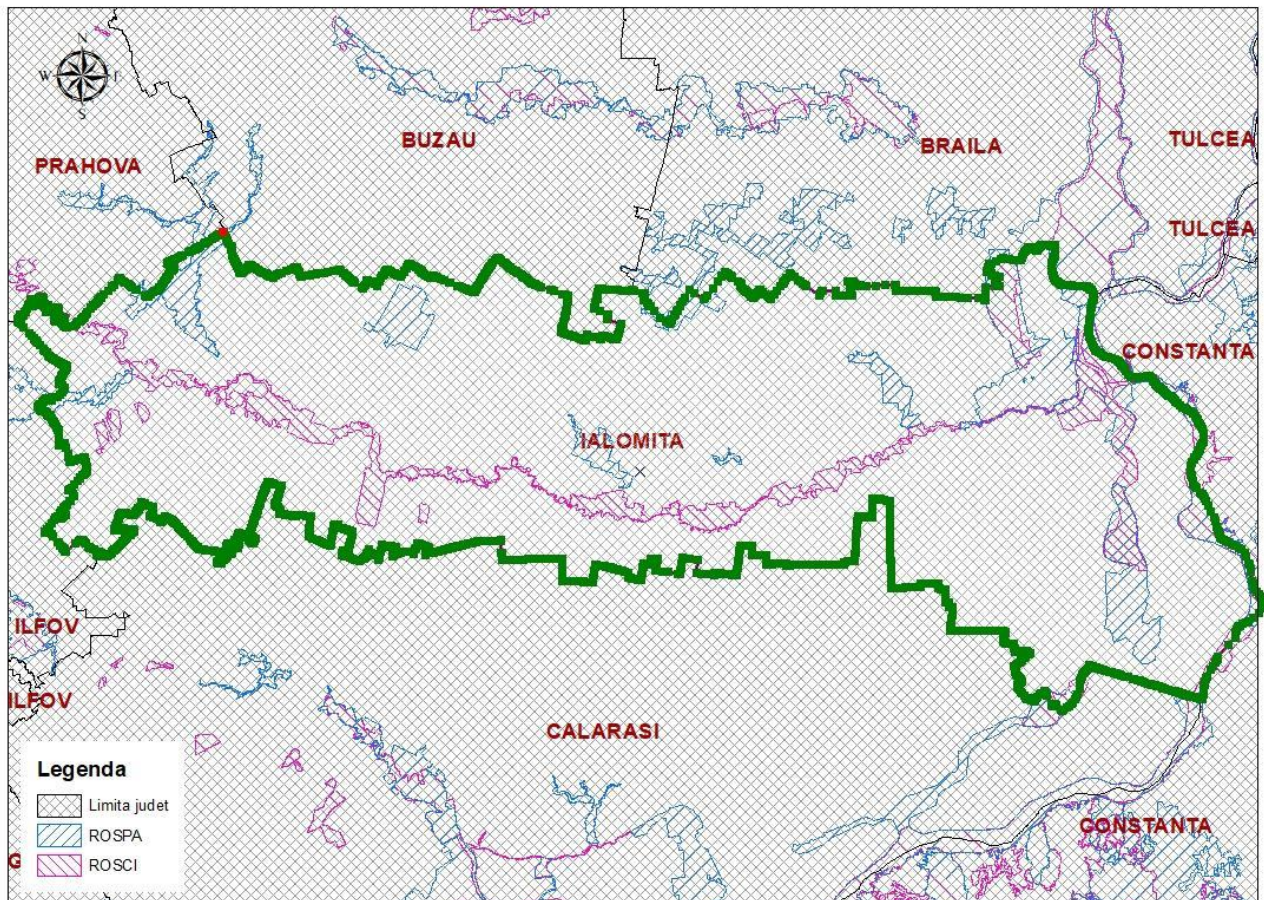 N
W
S
BUZAU
BRAILA
TULCEA
PRAHOVA
TULCEA
CONSTANTA
IALOMITA
ILFOV
ILFOV
CALARASI
CONSTANTA
G
Legenda
Limita judet
ROSPA
ROSCI